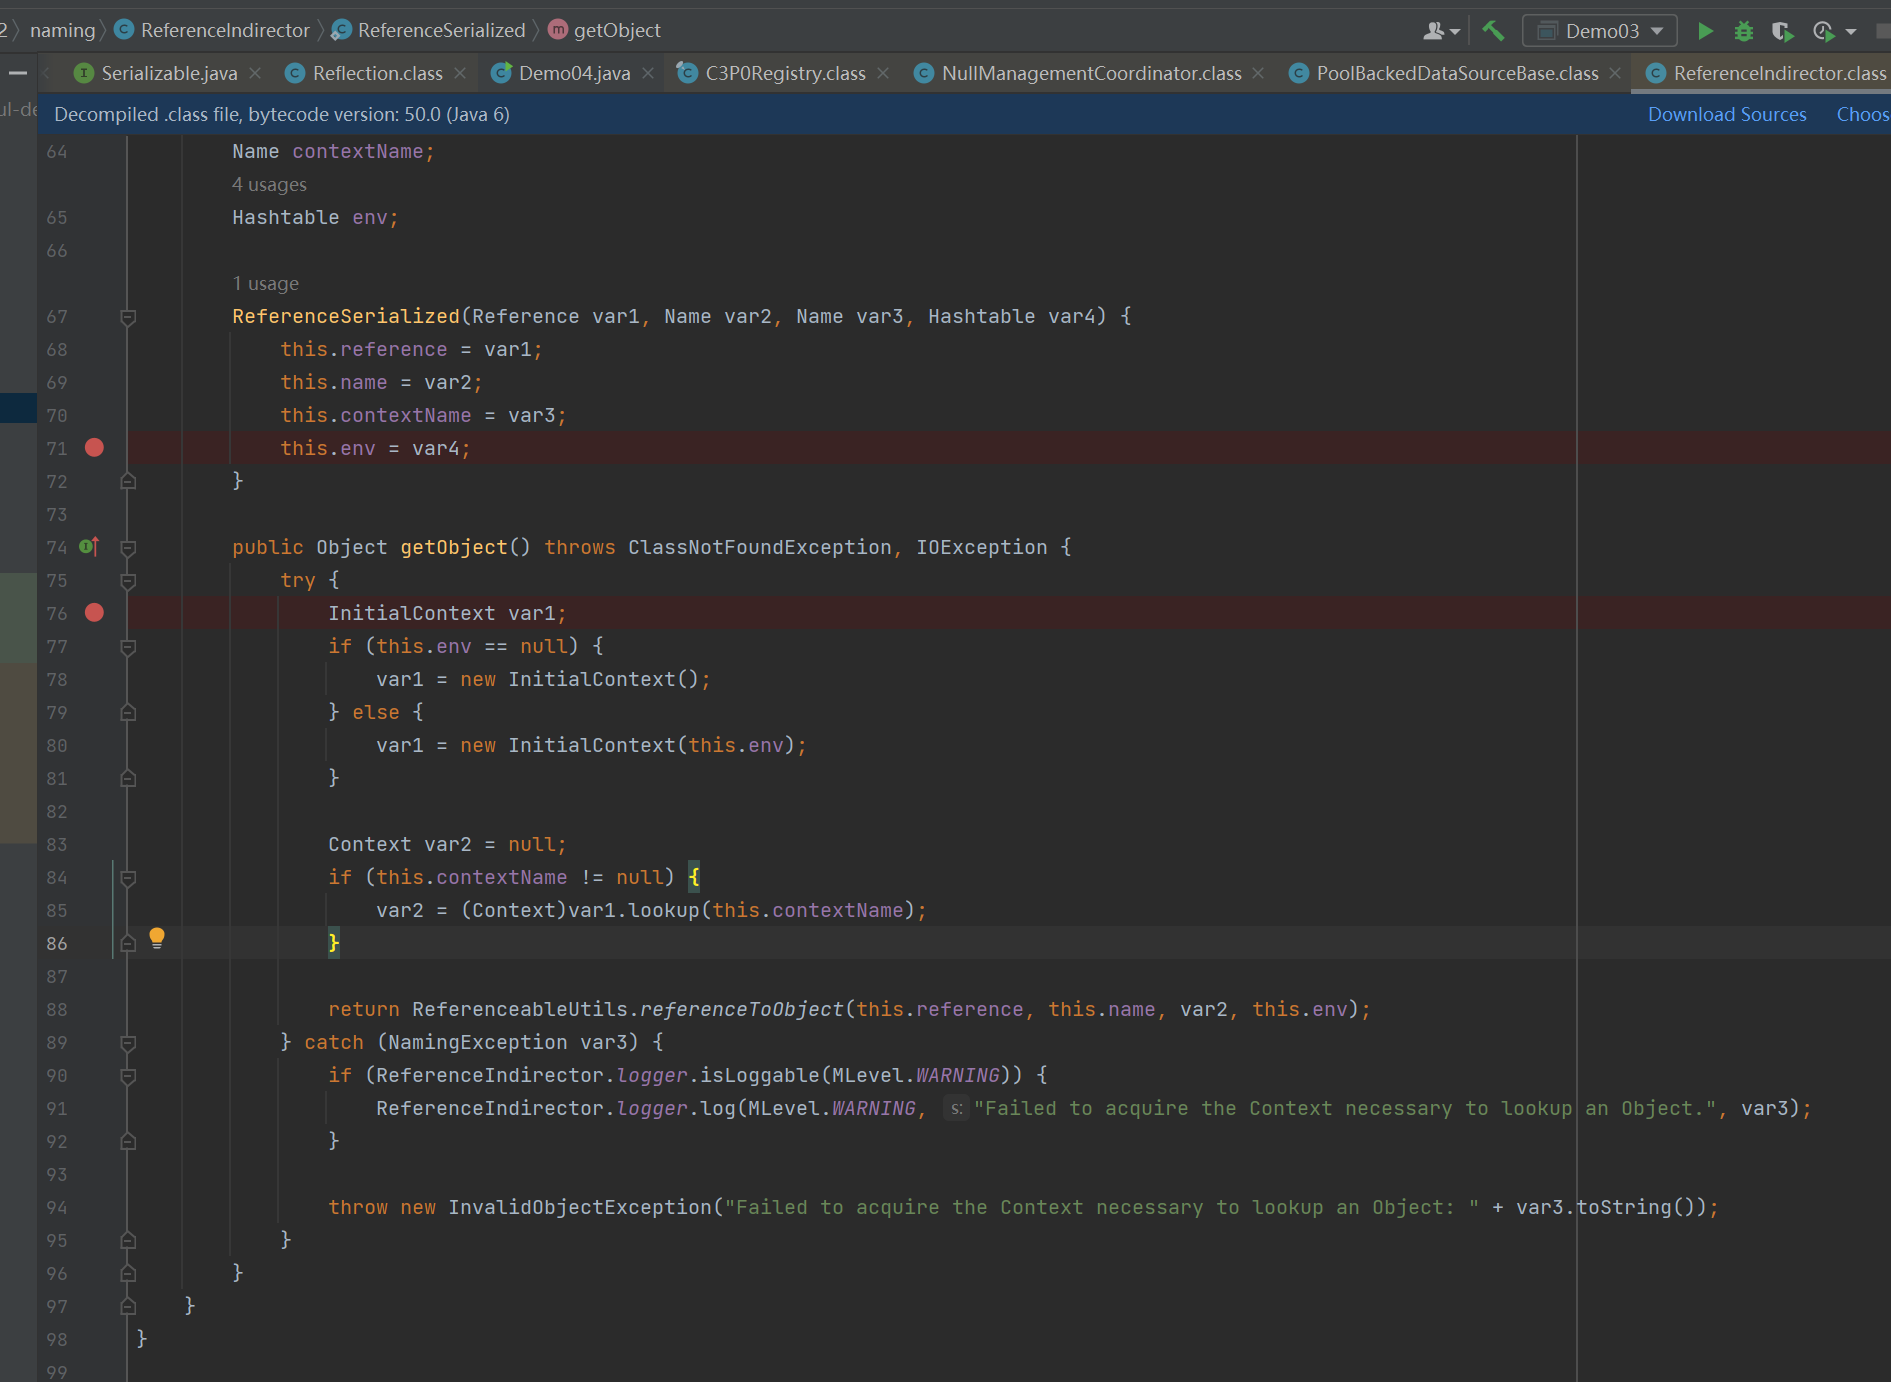 2 naming ReferenceIndirector ReferenceSerialized getObject Demo03
Serializable.java Reflection.class Demo04.java C3P0Registry.class NullManagementCoordinator.class PoolBackedDataSourceBase.class ReferenceIndirector.class
ul-de
Decompiled .class file, bytecode version: 50.0 (Java 6) Download Sources Choos
64 Name contextName;
4 usages
65 Hashtable env;
66
1 usage
67 ReferenceSerialized(Reference var1, Name var2, Name var3, Hashtable var4) {
68 this.reference = var1;
69 this.name = var2;
70 this.contextName = var3;
71 this.env = var4;
72 }
73
74 public Object getObject() throws ClassNotFoundException, IOException {
75 try {
76 InitialContext var1;
77 if (this.env == null) {
78 var1 = new InitialContext();
79 } else {
80 var1 = new InitialContext(this.env);
81 }
82
83 Context var2 = null;
84 if (this.contextName != null) {
85 var2 = (Context)var1.lookup(this.contextName);
86 }
87
88 return ReferenceableUtils.referenceToObject(this.reference, this.name, var2, this.env);
89 } catch (NamingException var3) {
90 if (ReferenceIndirector.logger.isLoggable(MLevel.WARNING)) {
91 ReferenceIndirector.logger.log(MLevel.WARNING, s: "Failed to acquire the Context necessary to lookup an Object.", var3);
92 }
93
94 throw new InvalidObjectException("Failed to acquire the Context necessary to lookup an Object: " + var3.toString());
95 }
96 }
97 }
98 }
99